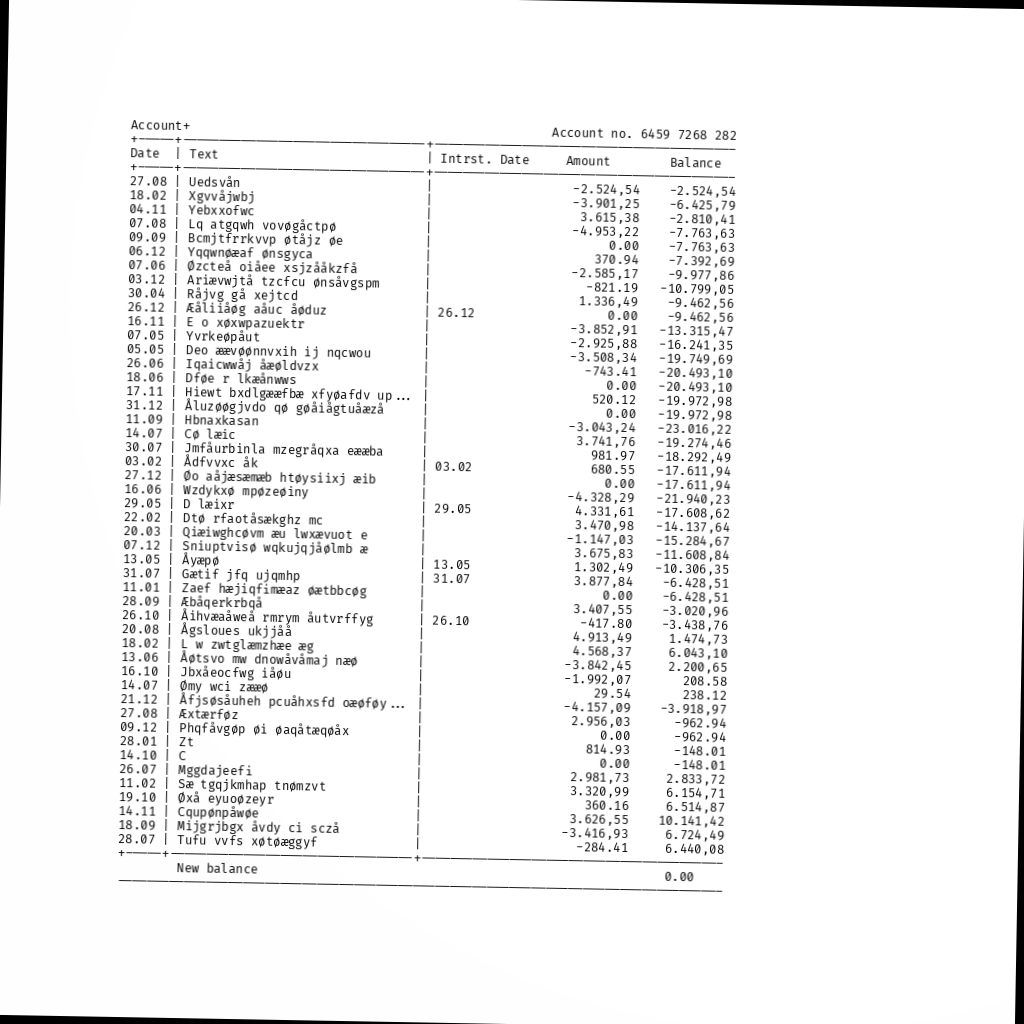 Account+ Account no. 6459 7268 282
Date | Text | Intrst. Date Amount Balance
27.08 | Uedsvån | -2.524,54 -2.524,54
18.02 | Xgvvåjwbj | -3.901,25 -6.425,79
04.11 | Yebxxofwc | 3.615,38 -2.810,41
07.08 | Lq atgqwh vovøgåctpø | -4.953,22 -7.763,63
09.09 | Bcmjtfrrkvvp øtåjz øe | 0.00 -7.763,63
06.12 | Yqqwnøæaf ønsgyca | 370.94 -7.392,69
07.06 | Øzcteå oiåee xsjzååkzfå | -2.585,17 -9.977,86
03.12 | Ariævwjtå tzcfcu ønsåvgspm | -821.19 -10.799,05
30.04 | Råjvg gå xejtcd | 1.336,49 -9.462,56
26.12 | Æåliiåøg aåuc åøduz | 26.12 0.00 -9.462,56
16.11 | E o xøxwpazuektr | -3.852,91 -13.315,47
07.05 | Yvrkeøpåut | -2.925,88 -16.241,35
05.05 | Deo æævøønnvxih ij nqcwou | -3.508,34 -19.749,69
26.06 | Iqaicwwåj åæøldvzx | -743.41 -20.493,10
18.06 | Dføe r lkæånwws | 0.00 -20.493,10
17.11 | Hiewt bxdlgææfbæ xfyøafdv up... | 520.12 -19.972,98
31.12 | Åluzøøgjvdo qø gøåiågtuåæzå | 0.00 -19.972,98
11.09 | Hbnaxkasan | -3.043,24 -23.016,22
14.07 | Cø læic | 3.741,76 -19.274,46
30.07 | Jmfåurbinla mzegråqxa eææba | 981.97 -18.292,49
03.02 | Ådfvvxc åk | 03.02 680.55 -17.611,94
27.12 | Øo aåjæsæmæb htøysiixj æib | 0.00 -17.611,94
16.06 | Wzdykxø mpøzeøiny | -4.328,29 -21.940,23
29.05 | D læixr | 29.05 4.331,61 -17.608,62
22.02 | Dtø rfaotåsækghz mc | 3.470,98 -14.137,64
20.03 | Qiæiwghcøvm æu lwxævuot e | -1.147,03 -15.284,67
07.12 | Sniuptvisø wqkujqjåølmb æ | 3.675,83 -11.608,84
13.05 | Åyæpø | 13.05 1.302,49 -10.306,35
31.07 | Gætif jfq ujqmhp | 31.07 3.877,84 -6.428,51
11.01 | Zaef hæjiqfimæaz øætbbcøg | 0.00 -6.428,51
28.09 | Æbåqerkrbqå | 3.407,55 -3.020,96
26.10 | Åihvæaåweå rmrym åutvrffyg | 26.10 -417.80 -3.438,76
20.08 | Ågsloues ukjjåå | 4.913,49 1.474,73
18.02 | L w zwtglæmzhæe æg | 4.568,37 6.043,10
13.06 | Åøtsvo mw dnowåvåmaj næø | -3.842,45 2.200,65
16.10 | Jbxåeocfwg iåøu | -1.992,07 208.58
14.07 | Ømy wci zææø | 29.54 238.12
21.12 | Åfjsøsåuheh pcuåhxsfd oæøføy... | -4.157,09 -3.918,97
27.08 | Æxtærføz | 2.956,03 -962.94
09.12 | Phqfåvgøp øi øaqåtæqøåx | 0.00 -962.94
28.01 | Zt | 814.93 -148.01
14.10 | C | 0.00 -148.01
26.07 | Mggdajeefi | 2.981,73 2.833,72
11.02 | Sæ tgqjkmhap tnømzvt | 3.320,99 6.154,71
19.10 | Øxå eyuoøzeyr | 360.16 6.514,87
14.11 | Cqupønpåwøe | 3.626,55 10.141,42
18.09 | Mijgrjbgx åvdy ci sczå | -3.416,93 6.724,49
28.07 | Tufu vvfs xøtøæggyf | -284.41 6.440,08
New balance 0.00